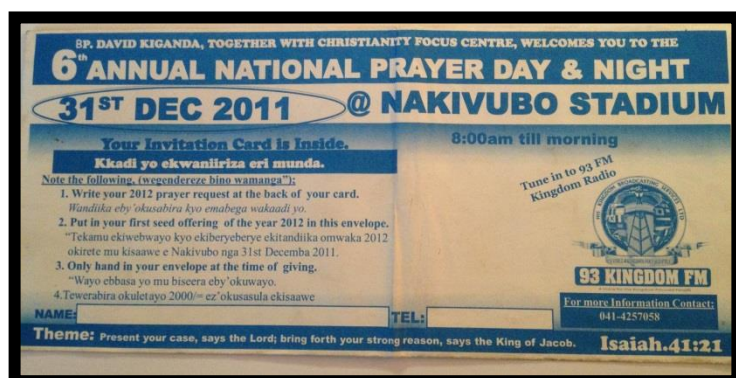 BP. DAVID KIGANDA, TOGETHER WITH CHRISTIANITY FOCUS CENTRE, WELCOMES YOU TO THE
6th ANNUAL NATIONAL PRAYER DAY & NIGHT
31ST DEC 2011 @ NAKIVUBO STADIUM
Your Invitation Card is Inside.
Kkadi yo ekwaniiriza eri munda.
Note the following, (wegendereze bino wamanga"):
1. Write your 2012 prayer request at the back of your card.
Wandiika eby'okusabira kyo emabega wakaadi yo.
2. Put in your first seed offering of the year 2012 in this envelope.
"Tekamu ekiwebwayo kyo ekiberyeberye ekitandiika omwaka 2012
okirete mu kisaawe e Nakivubo nga 31st Decemba 2011.
3. Only hand in your envelope at the time of giving.
"Wayo ebbasa yo mu biseera eby'okuwayo.
4.Tewerabira okuletayo 2000/= ez'okusasula ekisaawe
8:00am till morning
Tune in to 93 FM
Kingdom Radio
93 KINGDOM FM
For more Information Contact:
041-4257058
NAME: TEL:
Theme: Present your case, says the Lord; bring forth your strong reason, says the King of Jacob. Isaiah.41:21